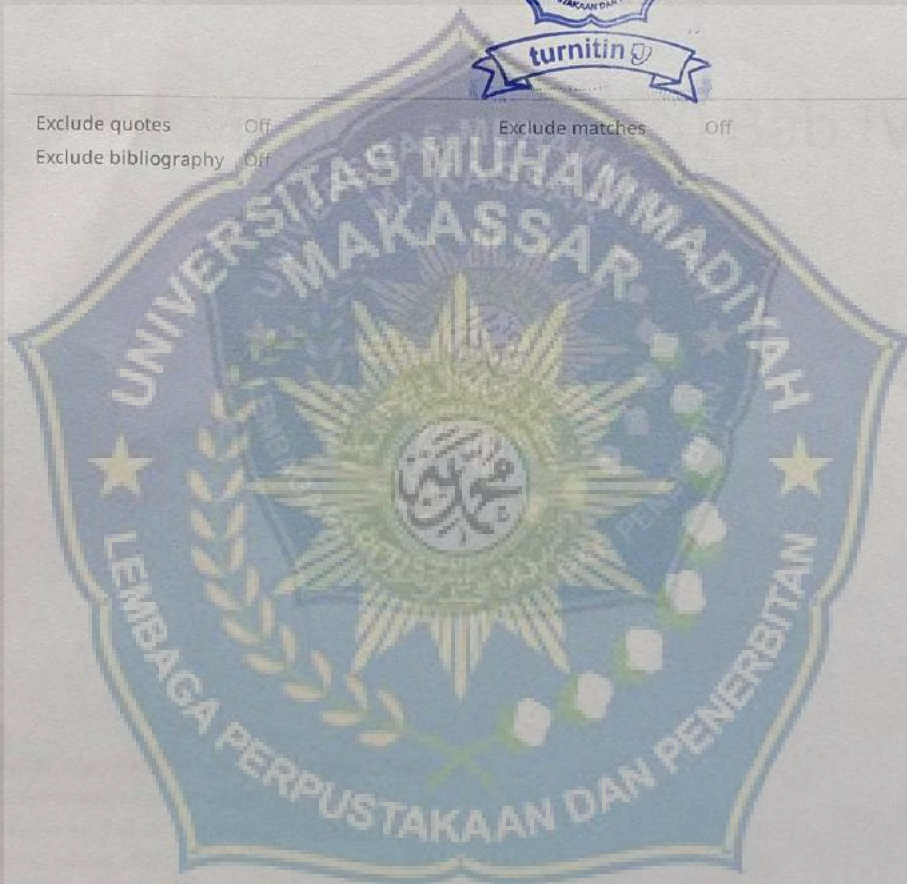 turnitin
Exclude quotes Off Exclude matches Off
Exclude bibliography Off
UNIVERSITAS MUHAMMADIYAH
MAKASSAR
LEMBAGA PERPUSTAKAAN DAN PENERBITAN